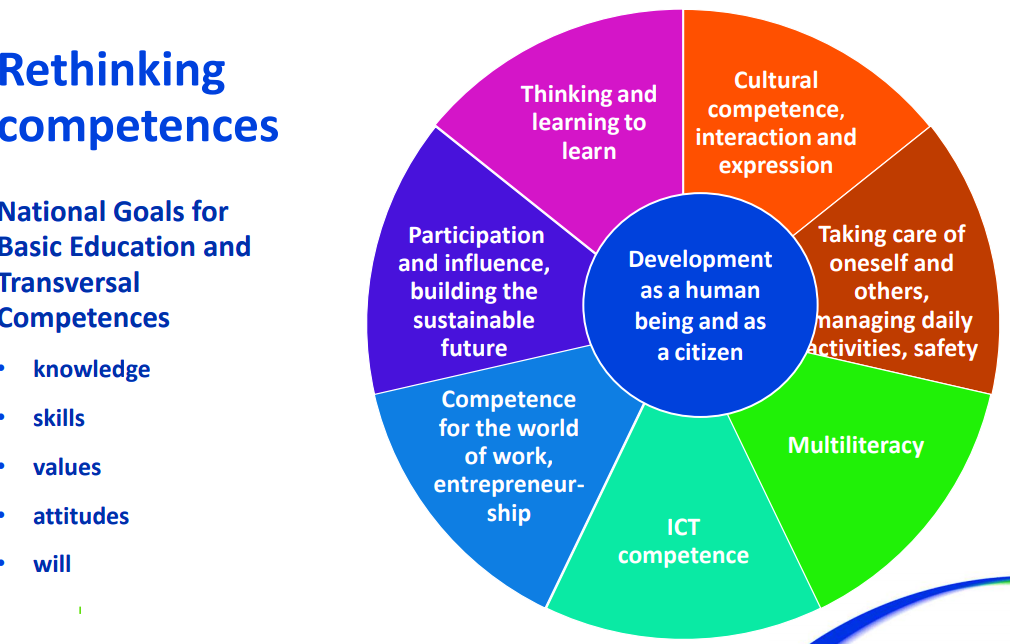 Rethinking
competences
National Goals for
Basic Education and
Transversal
Competences
• knowledge
• skills
• values
• attitudes
• will
Thinking and
learning to
learn
Cultural
competence,
interaction and
expression
Taking care of
oneself and
others,
managing daily
activities, safety
Multiliteracy
ICT
competence
Competence
for the world
of work,
entrepreneur-
ship
Participation
and influence,
building the
sustainable
future
Development
as a human
being and as
a citizen